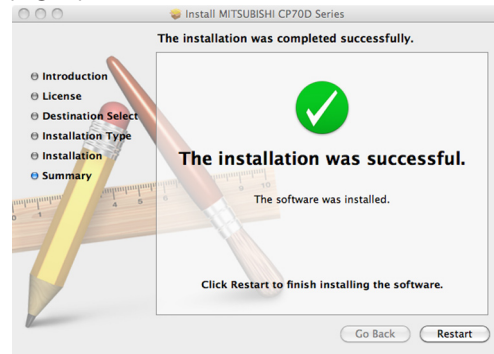 Install MITSUBISHI CP70D Series
The installation was completed successfully.
Introduction
License
Destination Select
Installation Type
Installation
Summary
The installation was successful.
The software was installed.
Click Restart to finish installing the software.
Go Back
Restart